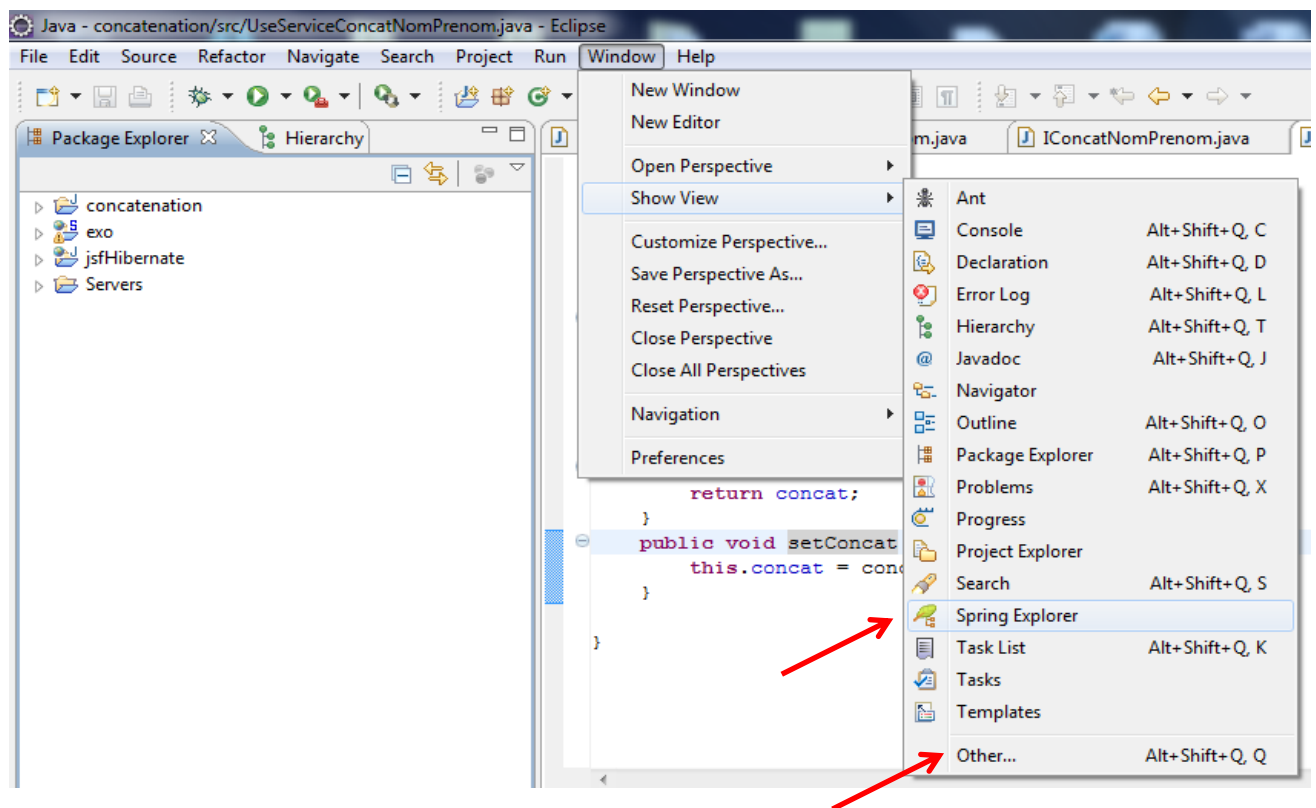 Java - concatenation/src/UseServiceConcatNomPrenom.java - Eclipse
File Edit Source Refactor Navigate Search Project Run Window Help
Package Explorer
Hierarchy
m.java
IConcatNomPrenom.java
concatenation
exo
jsfHibernate
Servers
New Window
New Editor
Open Perspective
Show View
Customize Perspective...
Save Perspective As...
Reset Perspective...
Close Perspective
Close All Perspectives
Navigation
Preferences
Ant
Console Alt+Shift+Q, C
Declaration Alt+Shift+Q, D
Error Log Alt+Shift+Q, L
Hierarchy Alt+Shift+Q, T
Javadoc Alt+Shift+Q, J
Navigator
Outline Alt+Shift+Q, O
Package Explorer Alt+Shift+Q, P
Problems Alt+Shift+Q, X
Progress
Project Explorer
Search Alt+Shift+Q, S
Spring Explorer
Task List Alt+Shift+Q, K
Tasks
Templates
Other... Alt+Shift+Q, Q
return concat;
}
public void setConcat
this.concat = conc
}
}